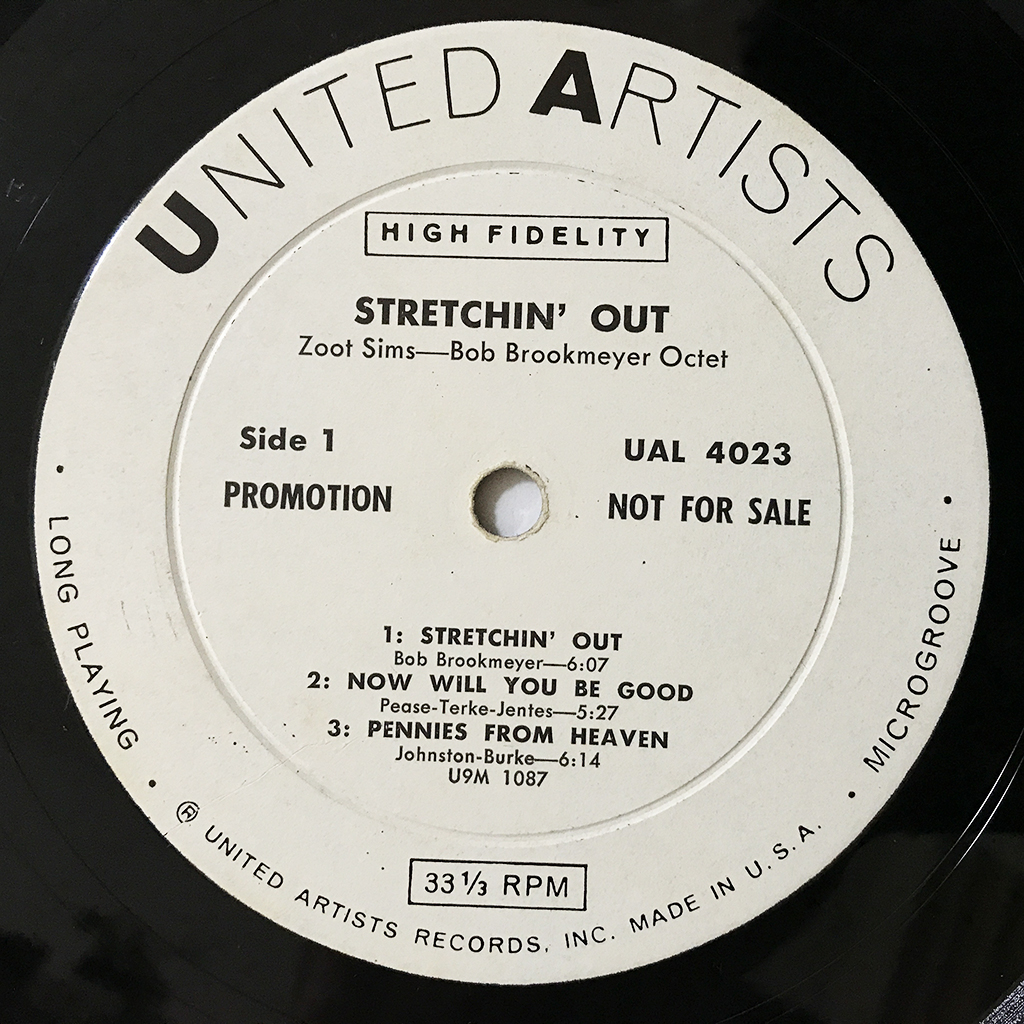 UNITED ARTISTS
HIGH FIDELITY
STRETCHIN' OUT
Zoot Sims—Bob Brookmeyer Octet
Side 1
UAL 4023
PROMOTION
NOT FOR SALE
1: STRETCHIN' OUT
Bob Brookmeyer—6:07
2: NOW WILL YOU BE GOOD
Pease-Terke-Jentes—5:27
3: PENNIES FROM HEAVEN
Johnston-Burke—6:14
U9M 1087
33 1/3 RPM
• LONG PLAYING •
® UNITED ARTISTS RECORDS, INC. MADE IN U.S.A.
• MICROGROOVE •